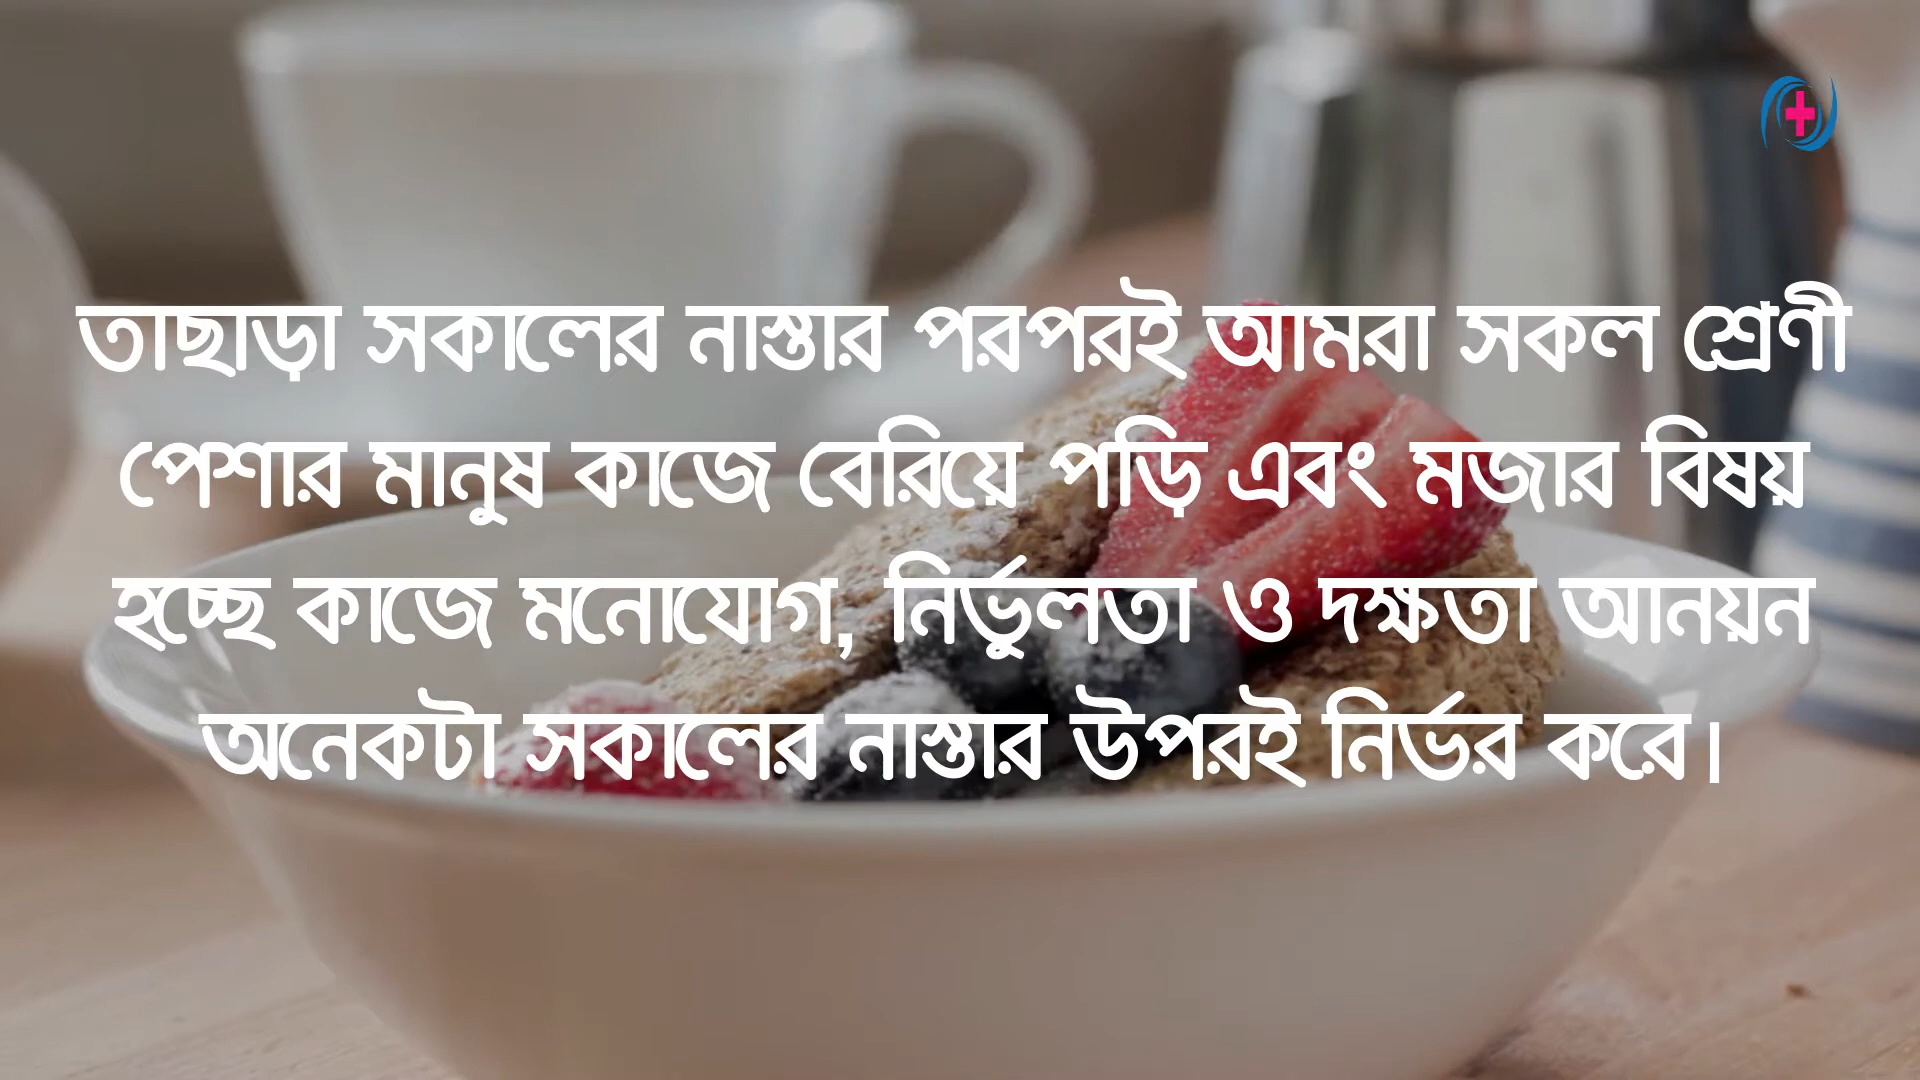 তাছাড়া সকালের নাস্তার পরপরই আমরা সকল শ্রেণী
পেশার মানুষ কাজে বেরিয়ে পড়ি এবং মজার বিষয়
হচ্ছে কাজে মনোযোগ, নির্ভুলতা ও দক্ষতা আনয়ন
অনেকটা সকালের নাস্তার উপরই নির্ভর করে।